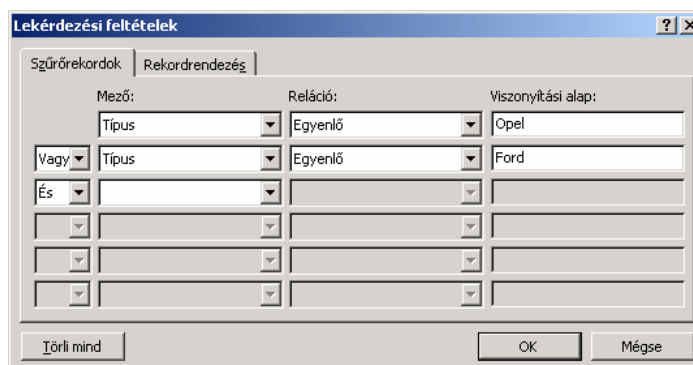 Lekérdezési feltételek
Szűrőrekordok Rekordrendezés
Mező: Reláció: Viszonyítási alap:
Típus Egyenlő Opel
Vagy Típus Egyenlő Ford
És
Törli mind OK Mégse